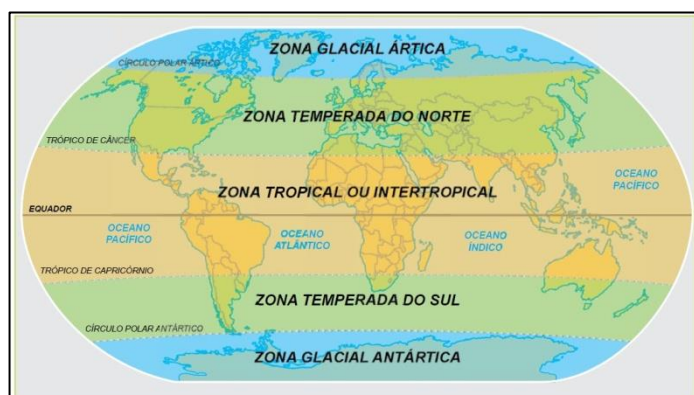 ZONA GLACIAL ÁRTICA
CÍRCULO POLAR ÁRTICO
ZONA TEMPERADA DO NORTE
TRÓPICO DE CÂNCER
OCEANO
PACÍFICO
ZONA TROPICAL OU INTERTROPICAL
EQUADOR
OCEANO
PACÍFICO
OCEANO
ATLÂNTICO
OCEANO
ÍNDICO
TRÓPICO DE CAPRICÓRNIO
ZONA TEMPERADA DO SUL
CÍRCULO POLAR ANTÁRTICO
ZONA GLACIAL ANTÁRTICA